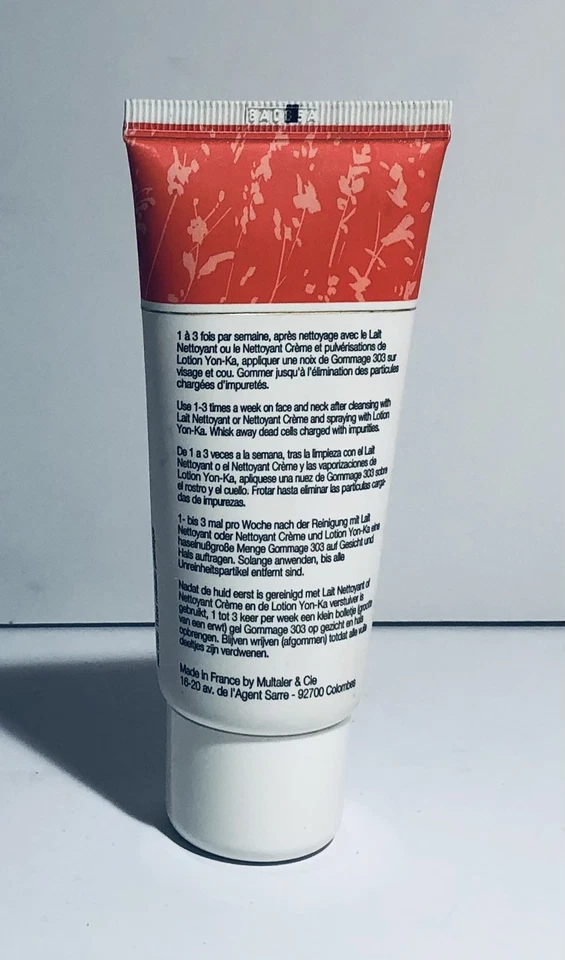 1 à 3 fois par semaine, après nettoyage avec le Lait
Nettoyant ou le Nettoyant Crème et pulvérisations de
Lotion Yon-Ka, appliquer une noix de Gommage 303 sur
visage et cou. Gommer jusqu'à l'élimination des particules
chargées d'impuretés.
Use 1-3 times a week on face and neck after cleansing with
Lait Nettoyant or Nettoyant Crème and spraying with Lotion
Yon-Ka. Whisk away dead cells charged with impurities.
De 1 a 3 veces a la semana, tras la limpieza con el Lait
Nettoyant o el Nettoyant Crème y las vaporizaciones de
Lotion Yon-Ka, apliquese una nuez de Gommage 303 sobre
el rostro y el cuello. Frotar hasta eliminar las particulas carga-
das de impurezas.
1- bis 3 mal pro Woche nach der Reinigung mit Lait
Nettoyant oder Nettoyant Crème und Lotion Yon-Ka eine
haselnußgroße Menge Gommage 303 auf Gesicht und
Hals auftragen. Solange anwenden, bis alle
Unreinheitspartikel entfernt sind.
Nadat de huid eerst is gereinigd met Lait Nettoyant of
Nettoyant Crème en de Lotion Yon-Ka verstuiver is
gebruikt, 1 tot 3 keer per week een klein bolletje (grootte
van een erwt) gel Gommage 303 op gezicht en hals
opbrengen. Blijven wrijven (afgommen) totdat alle vuile
deeltjes zijn verdwenen.
Made in France by Multaler & Cie
16-20 av. de l'Agent Sarre - 92700 Colombes